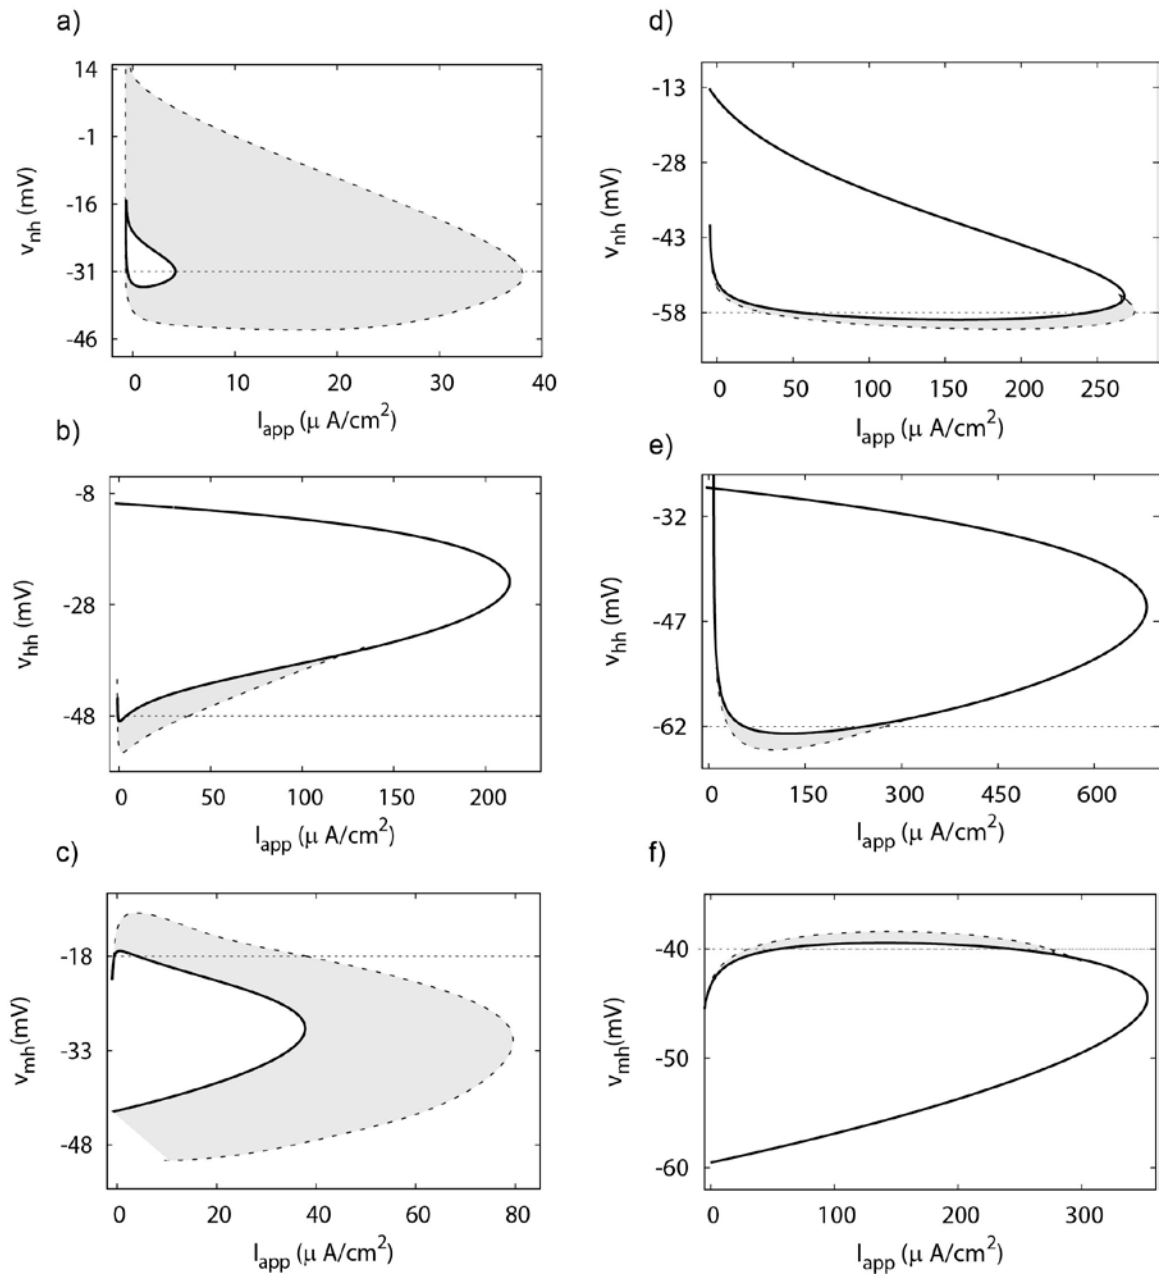 a)
14
-1
-16
-31
-46
v_nh (mV)
0 10 20 30 40
I_app (μ A/cm²)
b)
-8
-28
-48
v_hh (mV)
0 50 100 150 200
I_app (μ A/cm²)
c)
-18
-33
-48
v_mh (mV)
0 20 40 60 80
I_app (μ A/cm²)
d)
-13
-28
-43
-58
v_nh (mV)
0 50 100 150 200 250
I_app (μ A/cm²)
e)
-32
-47
-62
v_hh (mV)
0 150 300 450 600
I_app (μ A/cm²)
f)
-40
-50
-60
v_mh (mV)
0 100 200 300
I_app (μ A/cm²)